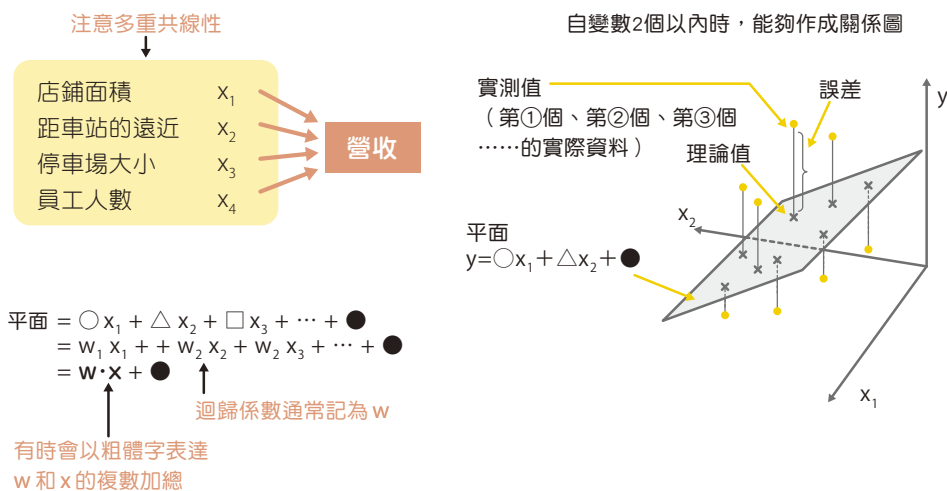 注意多重共線性
店鋪面積 x₁
距車站的遠近 x₂
停車場大小 x₃
員工人數 x₄
營收
平面 = ○ x₁ + △ x₂ + □ x₃ + … + ●
= w₁ x₁ + + w₂ x₂ + w₂ x₃ + … + ●
= w·x + ●
迴歸係數通常記為 w
有時會以粗體字表達
w 和 x 的複數加總
自變數2個以內時，能夠作成關係圖
實測值
（第①個、第②個、第③個
……的實際資料）
誤差
理論值
y
x₂
平面
y=○x₁＋△x₂＋●
x₁